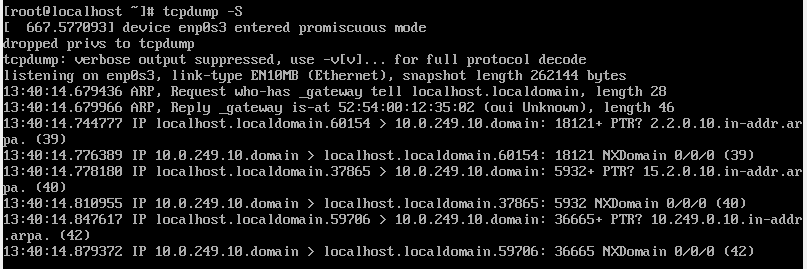 [root@localhost ~]# tcpdump -S
[  667.577093] device enp0s3 entered promiscuous mode
dropped privs to tcpdump
tcpdump: verbose output suppressed, use -v[v]... for full protocol decode
listening on enp0s3, link-type EN10MB (Ethernet), snapshot length 262144 bytes
13:40:14.679436 ARP, Request who-has _gateway tell localhost.localdomain, length 28
13:40:14.679966 ARP, Reply _gateway is-at 52:54:00:12:35:02 (oui Unknown), length 46
13:40:14.744777 IP localhost.localdomain.60154 > 10.0.249.10.domain: 18121+ PTR? 2.2.0.10.in-addr.ar
pa. (39)
13:40:14.776389 IP 10.0.249.10.domain > localhost.localdomain.60154: 18121 NXDomain 0/0/0 (39)
13:40:14.778180 IP localhost.localdomain.37865 > 10.0.249.10.domain: 5932+ PTR? 15.2.0.10.in-addr.ar
pa. (40)
13:40:14.810955 IP 10.0.249.10.domain > localhost.localdomain.37865: 5932 NXDomain 0/0/0 (40)
13:40:14.847617 IP localhost.localdomain.59706 > 10.0.249.10.domain: 36665+ PTR? 10.249.0.10.in-addr
.arpa. (42)
13:40:14.879372 IP 10.0.249.10.domain > localhost.localdomain.59706: 36665 NXDomain 0/0/0 (42)